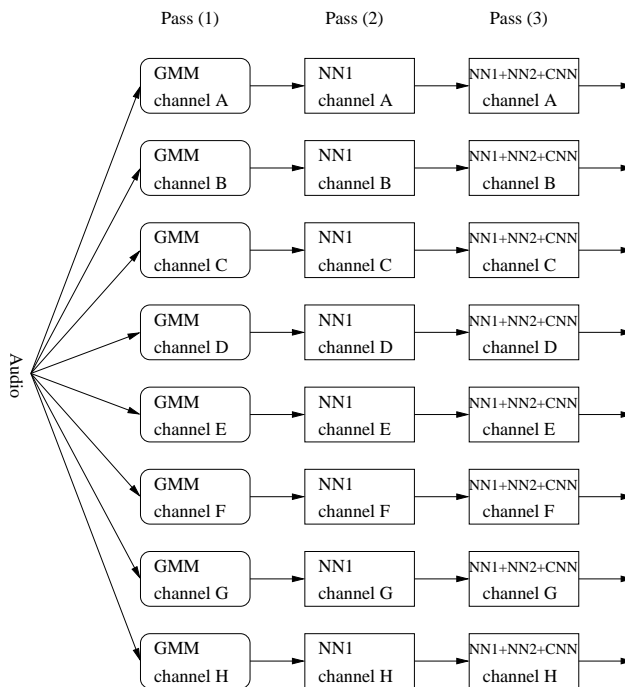 Pass (1) Pass (2) Pass (3)
GMM
channel A
NN1
channel A
NN1+NN2+CNN
channel A
GMM
channel B
NN1
channel B
NN1+NN2+CNN
channel B
GMM
channel C
NN1
channel C
NN1+NN2+CNN
channel C
GMM
channel D
NN1
channel D
NN1+NN2+CNN
channel D
Audio
GMM
channel E
NN1
channel E
NN1+NN2+CNN
channel E
GMM
channel F
NN1
channel F
NN1+NN2+CNN
channel F
GMM
channel G
NN1
channel G
NN1+NN2+CNN
channel G
GMM
channel H
NN1
channel H
NN1+NN2+CNN
channel H